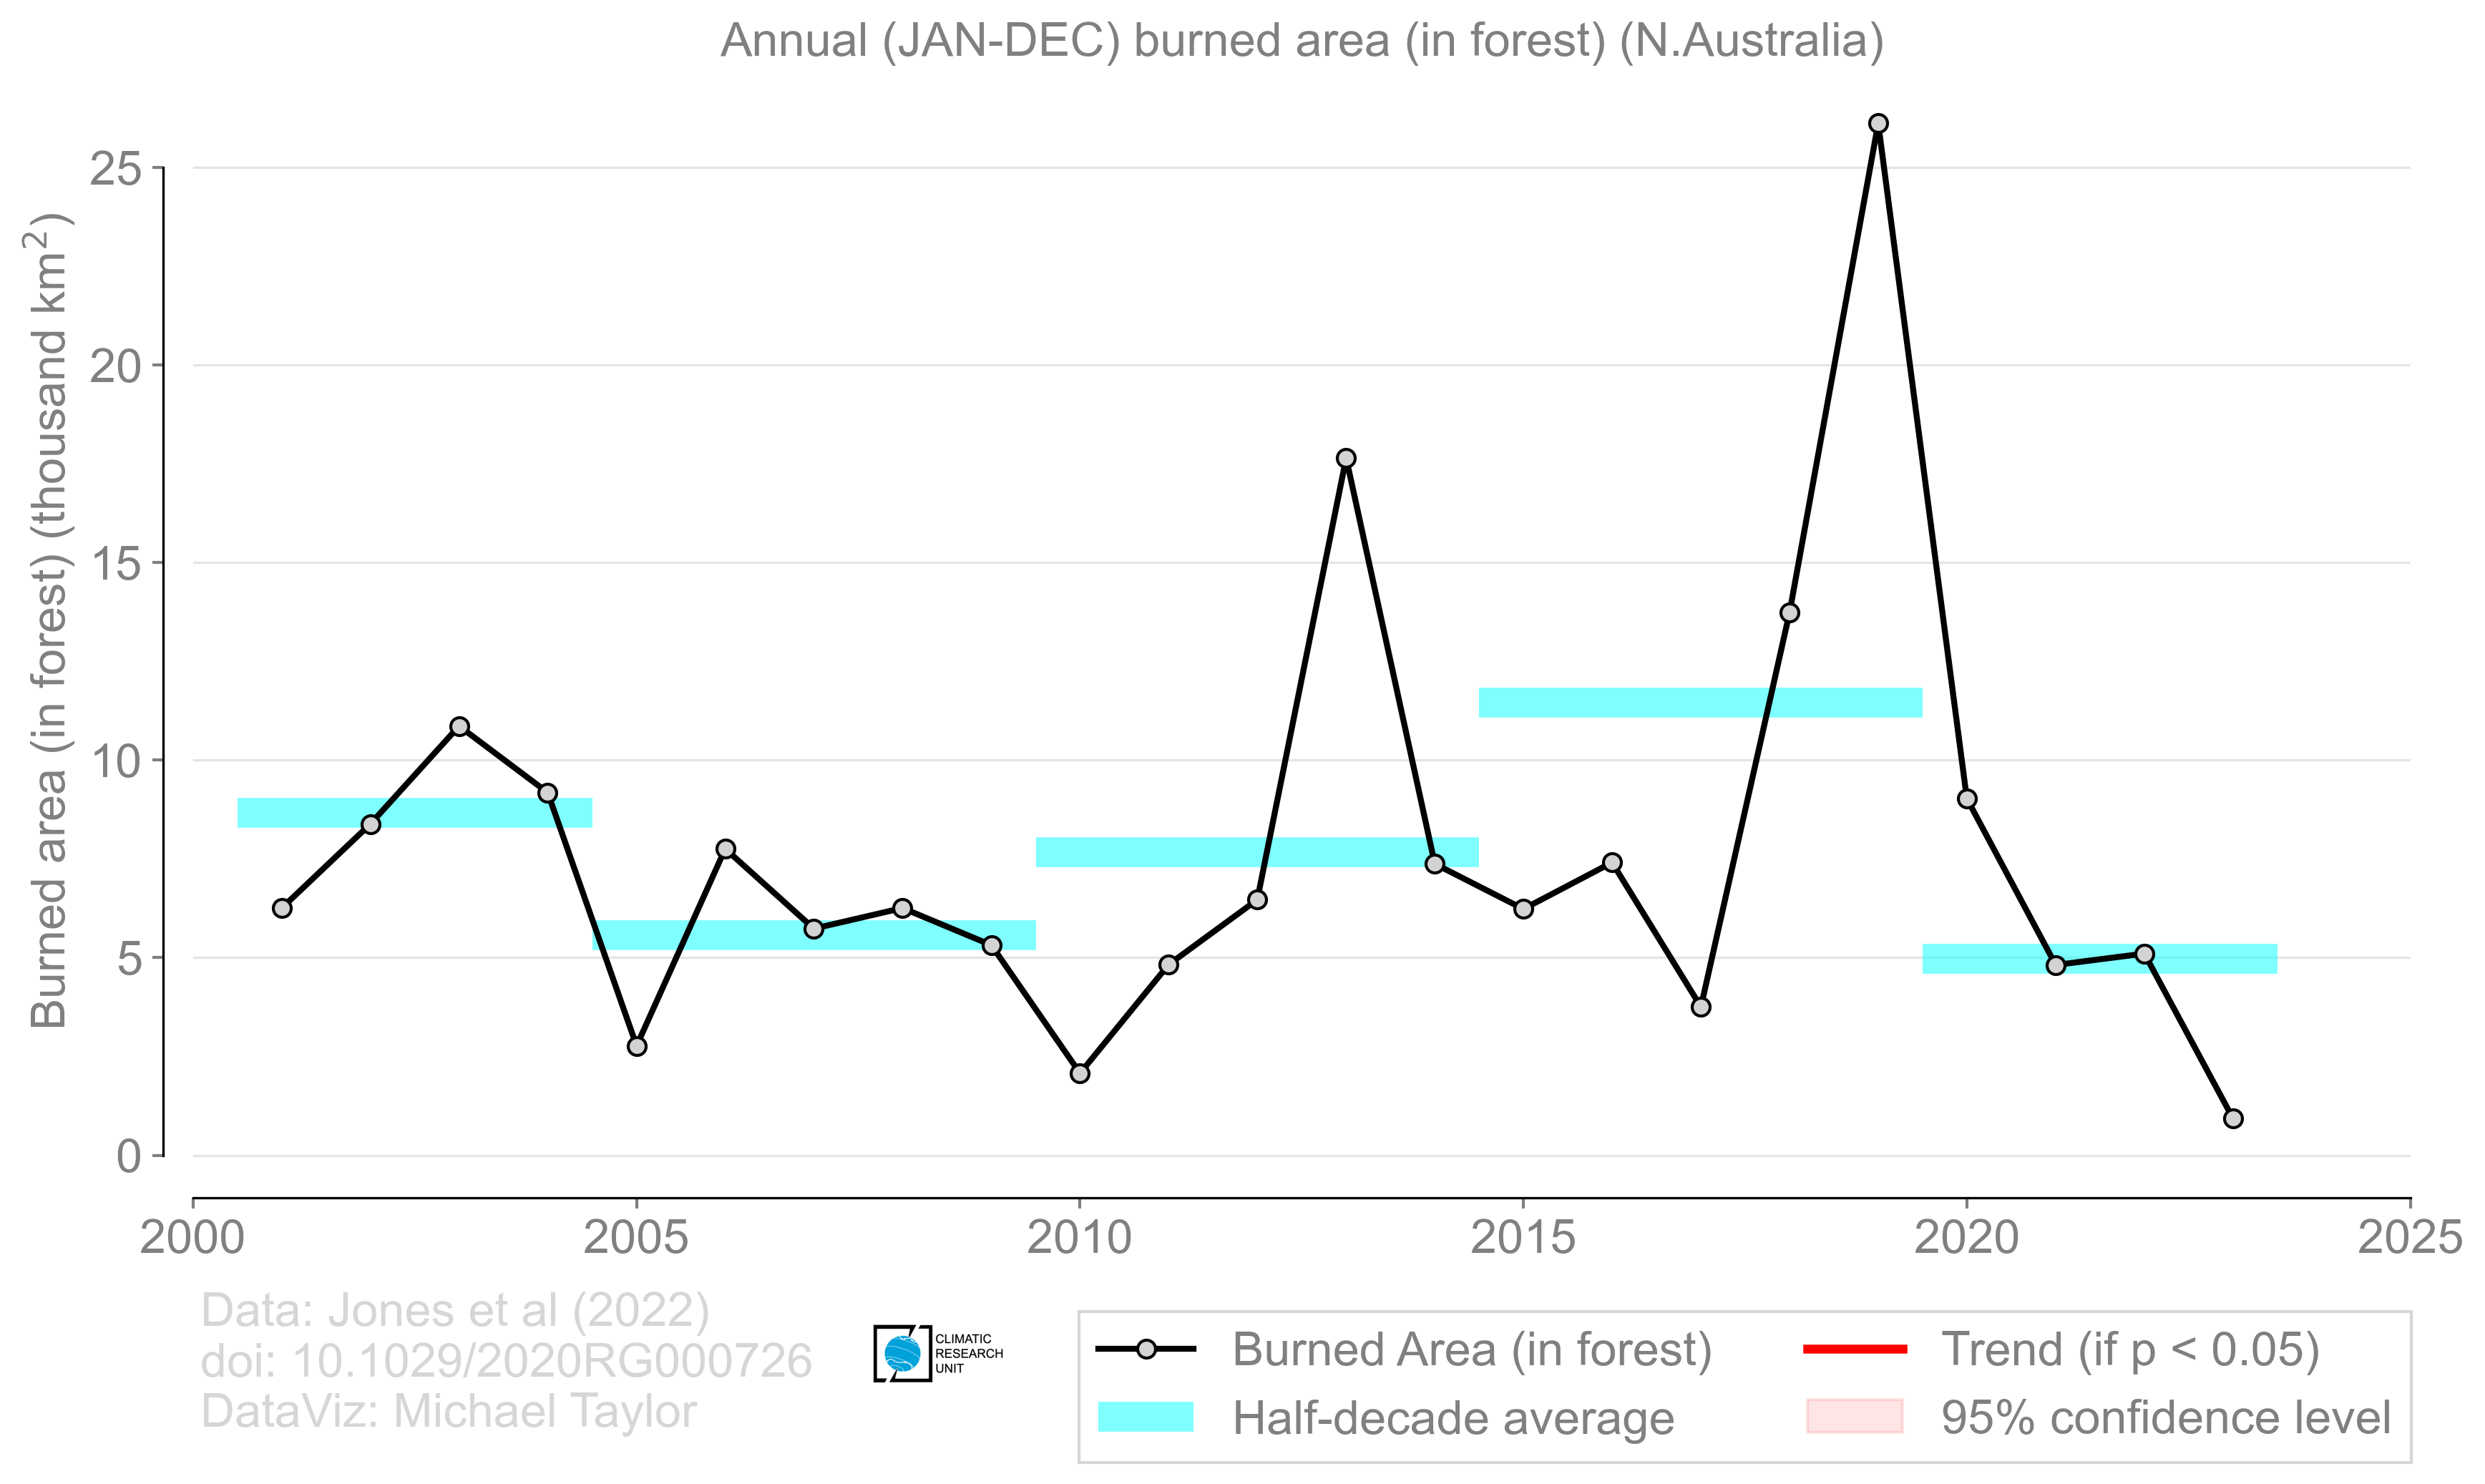 Annual (JAN-DEC) burned area (in forest) (N.Australia)
Burned area (in forest) (thousand km²)
25
20
15
10
5
0
2000
2005
2010
2015
2020
2025
Data: Jones et al (2022)
doi: 10.1029/2020RG000726
DataViz: Michael Taylor
CLIMATIC
RESEARCH
UNIT
Burned Area (in forest)
Half-decade average
Trend (if p < 0.05)
95% confidence level